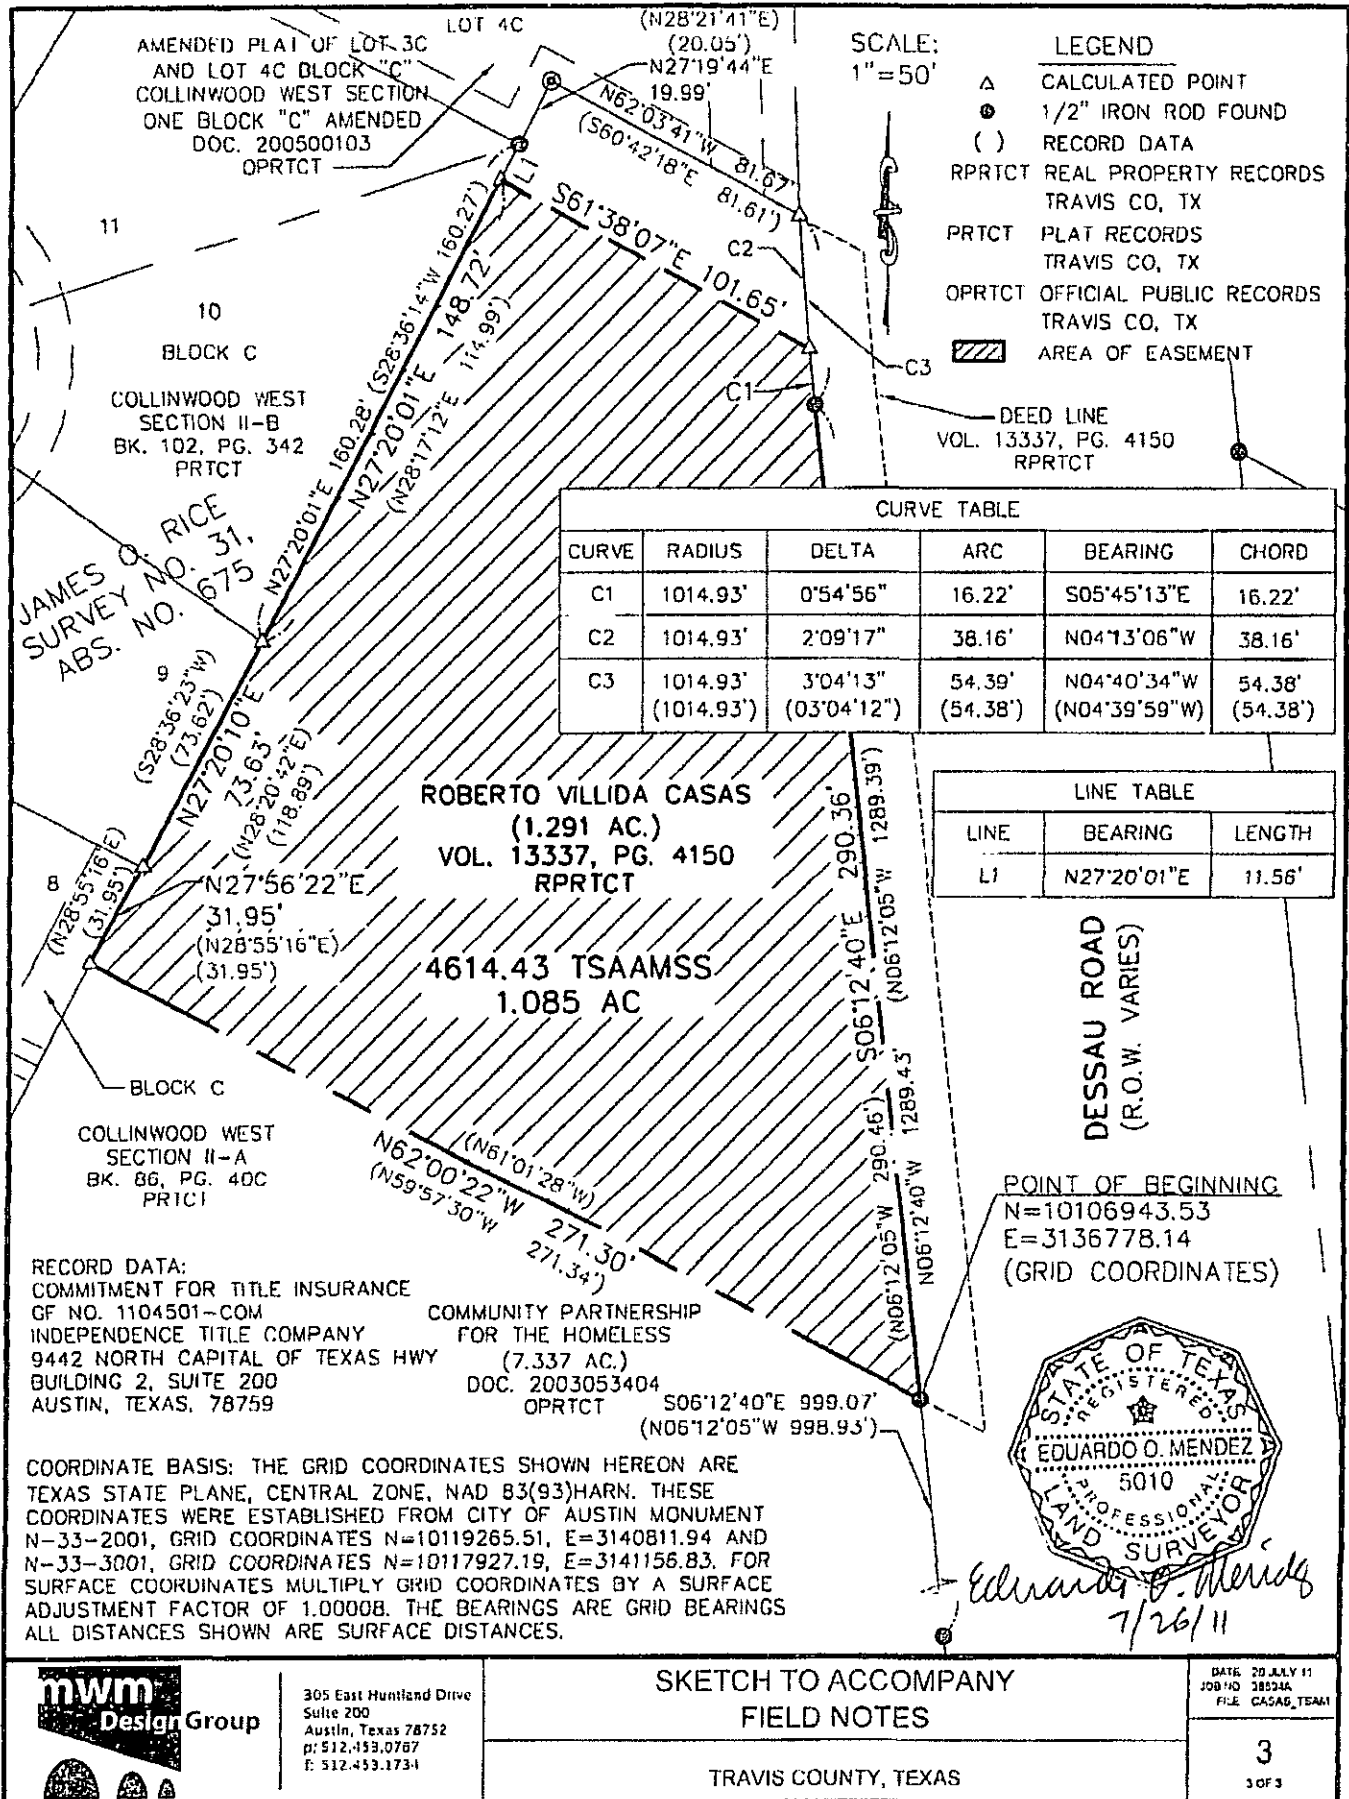 LOT 4C
AMENDED PLAT OF LOT 3C
AND LOT 4C BLOCK "C"
COLLINWOOD WEST SECTION
ONE BLOCK "C" AMENDED
DOC. 200500103
OPRTCT
(N28°21'41"E)
(20.05')
N27°19'44"E
19.99'
N62°03'41"W 81.67'
(S60°42'18"E 81.61')
SCALE:
1"=50'
LEGEND
CALCULATED POINT
1/2" IRON ROD FOUND
( ) RECORD DATA
RPRTCT REAL PROPERTY RECORDS
TRAVIS CO, TX
PRTCT PLAT RECORDS
TRAVIS CO, TX
OPRTCT OFFICIAL PUBLIC RECORDS
TRAVIS CO, TX
AREA OF EASEMENT
L1
S61°38'07"E 101.65'
C2
C3
C1
DEED LINE
VOL. 13337, PG. 4150
RPRTCT
11
10
BLOCK C
COLLINWOOD WEST
SECTION II-B
BK. 102, PG. 342
PRTCT
N27°20'01"E 160.28' (S28°36'14"W 160.27')
N27°20'01"E 148.72'
(N28°17'12"E 114.99')
JAMES O. RICE
SURVEY NO. 31,
ABS. NO. 675
CURVE TABLE
CURVE RADIUS DELTA ARC BEARING CHORD
C1 1014.93' 0°54'56" 16.22' S05°45'13"E 16.22'
C2 1014.93' 2°09'17" 38.16' N04°13'06"W 38.16'
C3 1014.93' 3°04'13" 54.39' N04°40'34"W 54.38'
(1014.93') (03°04'12") (54.38') (N04°39'59"W) (54.38')
9
(S28°36'23"W)
(73.62')
N27°20'10"E
73.63'
(N28°20'42"E)
(118.89')
ROBERTO VILLIDA CASAS
(1.291 AC.)
VOL. 13337, PG. 4150
RPRTCT
LINE TABLE
LINE BEARING LENGTH
L1 N27°20'01"E 11.56'
8
(N28°55'16"E)
(31.95')
N27°56'22"E
31.95'
(N28°55'16"E)
(31.95')
4614.43 TSAAMSS
1.085 AC
S06°12'40"E 290.36'
(N06°12'05"W 290.46')
(N06°12'05"W 1289.39')
N06°12'40"W 1289.43'
DESSAU ROAD
(R.O.W. VARIES)
BLOCK C
COLLINWOOD WEST
SECTION II-A
BK. 86, PG. 40C
PRTCT
(N61°01'28"W)
N62°00'22"W 271.30'
(N59°57'30"W 271.34')
POINT OF BEGINNING
N=10106943.53
E=3136778.14
(GRID COORDINATES)
RECORD DATA:
COMMITMENT FOR TITLE INSURANCE
GF NO. 1104501-COM
INDEPENDENCE TITLE COMPANY
9442 NORTH CAPITAL OF TEXAS HWY
BUILDING 2, SUITE 200
AUSTIN, TEXAS, 78759
COMMUNITY PARTNERSHIP
FOR THE HOMELESS
(7.337 AC.)
DOC. 2003053404
OPRTCT
S06°12'40"E 999.07'
(N06°12'05"W 998.93')
STATE OF TEXAS
REGISTERED
EDUARDO O. MENDEZ
5010
PROFESSIONAL
LAND SURVEYOR
Eduardo O. Mendez
7/26/11
COORDINATE BASIS: THE GRID COORDINATES SHOWN HEREON ARE
TEXAS STATE PLANE, CENTRAL ZONE, NAD 83(93)HARN. THESE
COORDINATES WERE ESTABLISHED FROM CITY OF AUSTIN MONUMENT
N-33-2001, GRID COORDINATES N=10119265.51, E=3140811.94 AND
N-33-3001, GRID COORDINATES N=10117927.19, E=3141156.83. FOR
SURFACE COORDINATES MULTIPLY GRID COORDINATES BY A SURFACE
ADJUSTMENT FACTOR OF 1.00008. THE BEARINGS ARE GRID BEARINGS
ALL DISTANCES SHOWN ARE SURFACE DISTANCES.
mwm
DesignGroup
305 East Huntland Drive
Suite 200
Austin, Texas 78752
p: 512.453.0767
f: 512.453.1734
SKETCH TO ACCOMPANY
FIELD NOTES
TRAVIS COUNTY, TEXAS
DATE 20 JULY 11
JOB NO
FILE CASAS_TSAM
3
3 OF 3